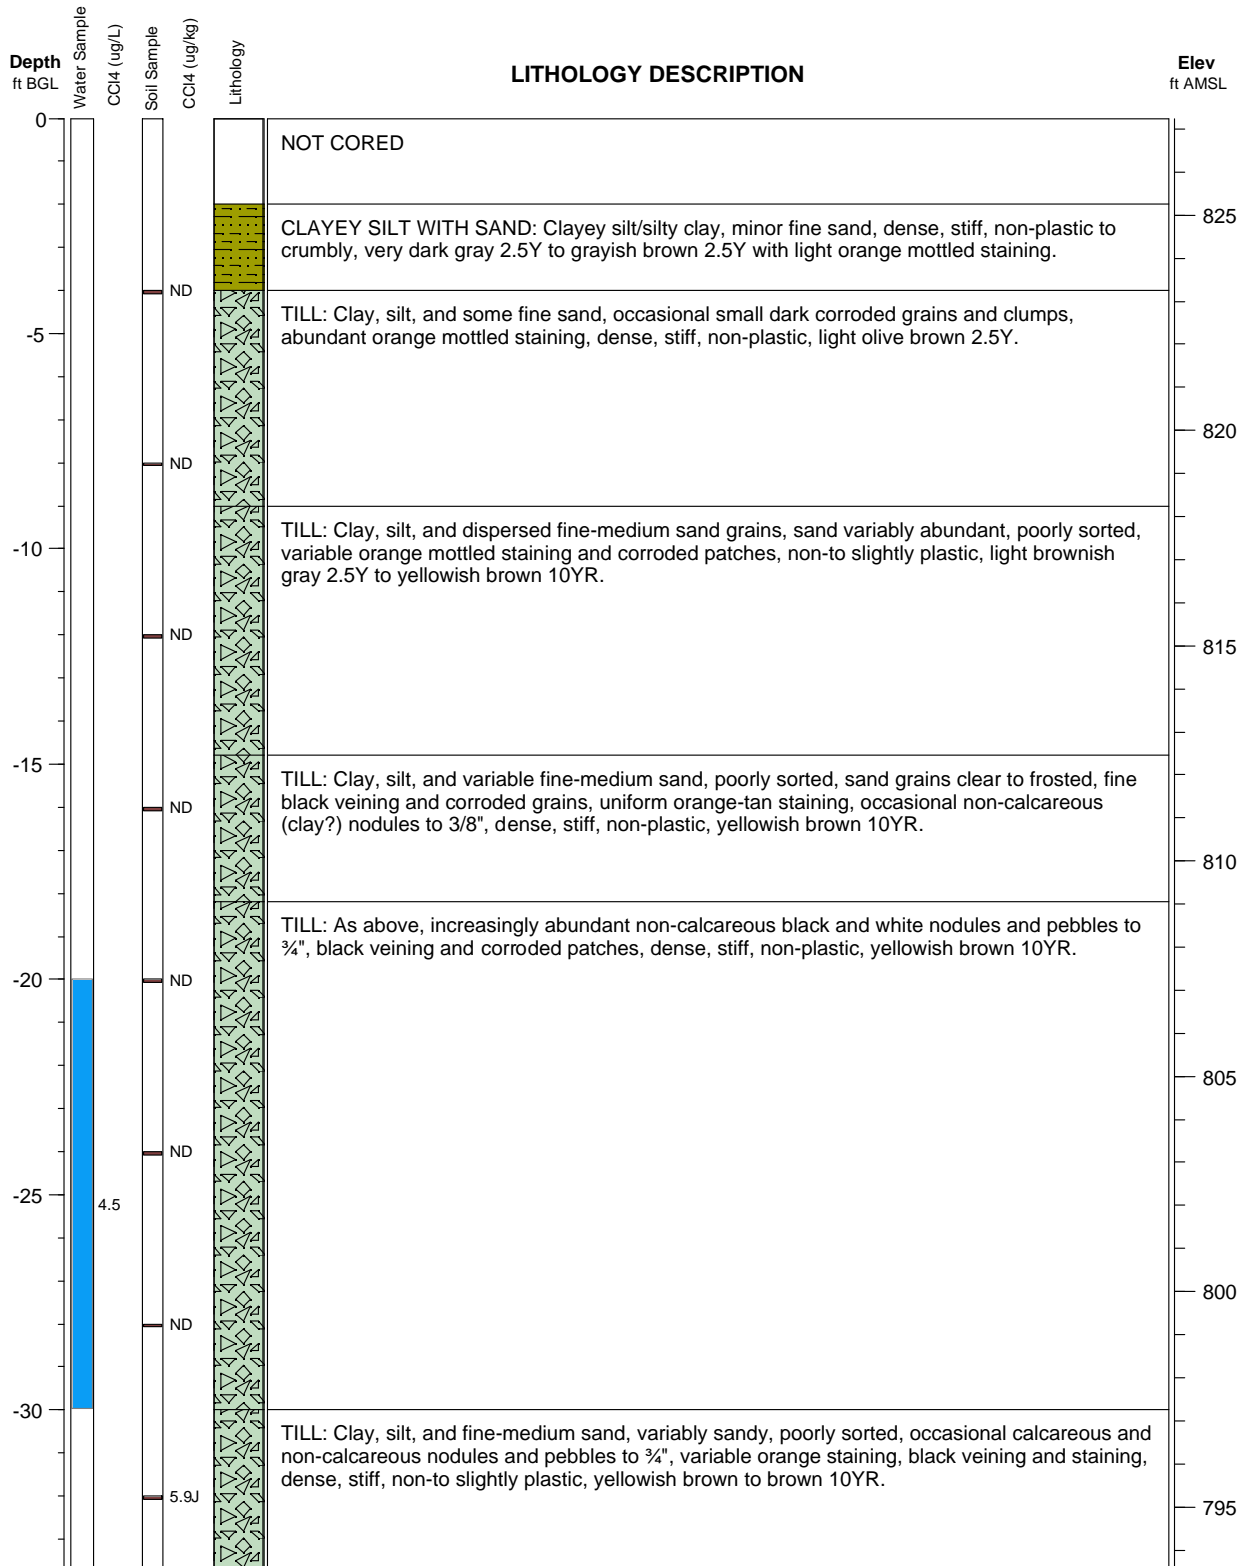 Depth
ft BGL
Water Sample
CCl4 (ug/L)
Soil Sample
CCl4 (ug/kg)
Lithology
LITHOLOGY DESCRIPTION
Elev
ft AMSL
0
NOT CORED
825
CLAYEY SILT WITH SAND: Clayey silt/silty clay, minor fine sand, dense, stiff, non-plastic to
crumbly, very dark gray 2.5Y to grayish brown 2.5Y with light orange mottled staining.
ND
TILL: Clay, silt, and some fine sand, occasional small dark corroded grains and clumps,
abundant orange mottled staining, dense, stiff, non-plastic, light olive brown 2.5Y.
-5
820
ND
TILL: Clay, silt, and dispersed fine-medium sand grains, sand variably abundant, poorly sorted,
variable orange mottled staining and corroded patches, non-to slightly plastic, light brownish
gray 2.5Y to yellowish brown 10YR.
-10
ND
815
-15
TILL: Clay, silt, and variable fine-medium sand, poorly sorted, sand grains clear to frosted, fine
black veining and corroded grains, uniform orange-tan staining, occasional non-calcareous
(clay?) nodules to 3/8", dense, stiff, non-plastic, yellowish brown 10YR.
ND
810
TILL: As above, increasingly abundant non-calcareous black and white nodules and pebbles to
¾", black veining and corroded patches, dense, stiff, non-plastic, yellowish brown 10YR.
-20
ND
805
ND
-25
4.5
800
ND
-30
TILL: Clay, silt, and fine-medium sand, variably sandy, poorly sorted, occasional calcareous and
non-calcareous nodules and pebbles to ¾", variable orange staining, black veining and staining,
dense, stiff, non-to slightly plastic, yellowish brown to brown 10YR.
5.9J
795